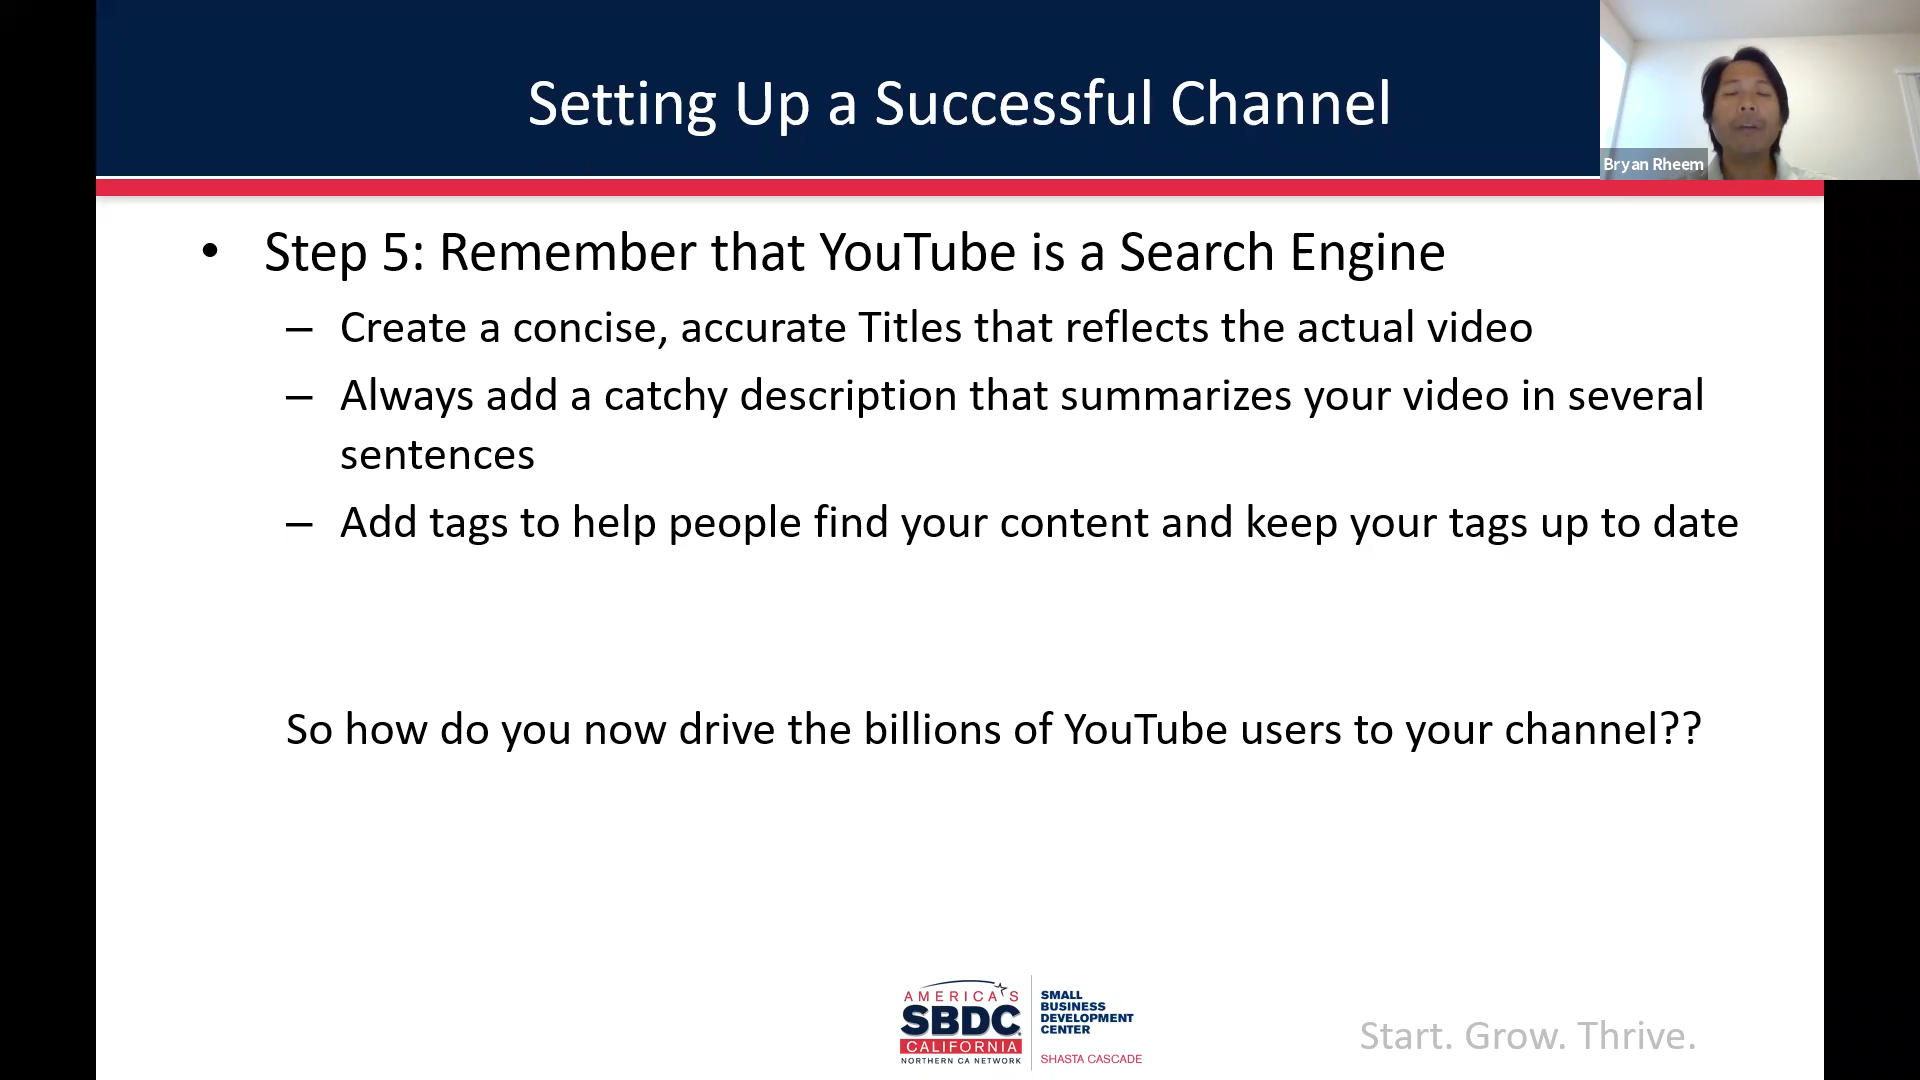 Setting Up a Successful Channel
Bryan Rheem
• Step 5: Remember that YouTube is a Search Engine
– Create a concise, accurate Titles that reflects the actual video
– Always add a catchy description that summarizes your video in several
sentences
– Add tags to help people find your content and keep your tags up to date
So how do you now drive the billions of YouTube users to your channel??
AMERICA'S
SBDC
CALIFORNIA
NORTHERN CA NETWORK
SMALL
BUSINESS
DEVELOPMENT
CENTER
SHASTA CASCADE
Start. Grow. Thrive.